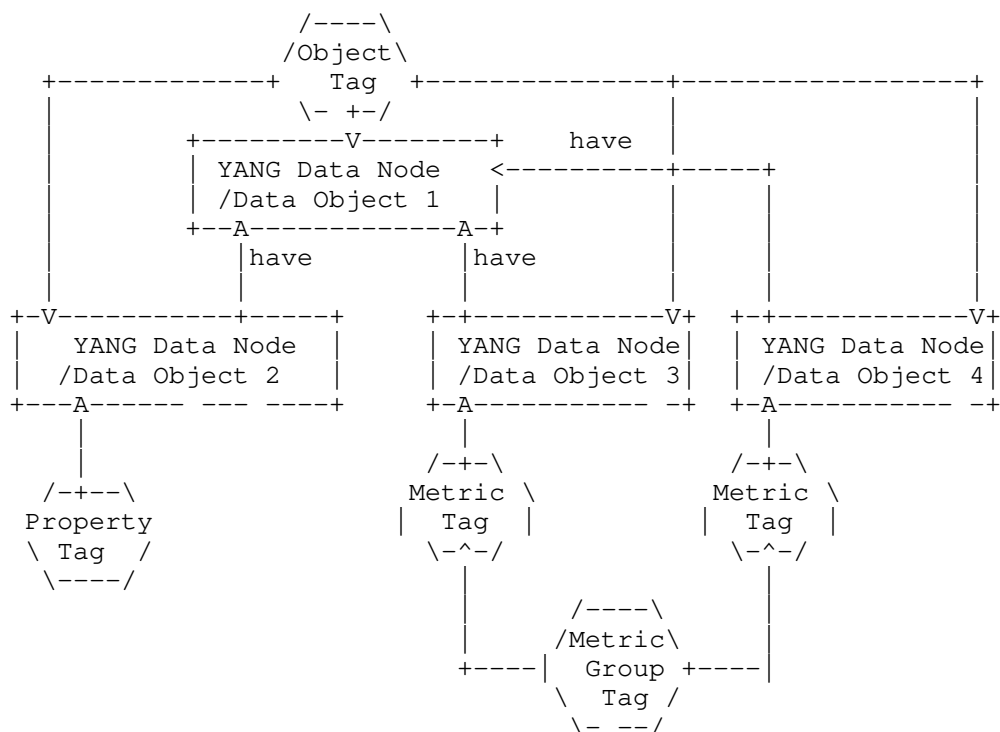 /----\
/Object\
+-------------+ Tag +---------------+-----------------+
| \- +-/ | |
| +---------V--------+ have | |
| | YANG Data Node <----------+-----+ |
| | /Data Object 1 | | | |
| +--A-------------A-+ | | |
| |have |have | | |
| | | | | |
+-V-----------+-----+ +-+------------V+ +-+------------V+
| YANG Data Node | | YANG Data Node| | YANG Data Node|
| /Data Object 2 | | /Data Object 3| | /Data Object 4|
+---A------ --- ----+ +-A----------- -+ +-A----------- -+
| | |
| /-+-\ /-+-\
/-+--\ Metric \ Metric \
Property | Tag | | Tag |
\ Tag / \-^-/ \-^-/
\----/ | |
| /----\ |
| /Metric\ |
+----| Group +----|
\ Tag /
\- --/